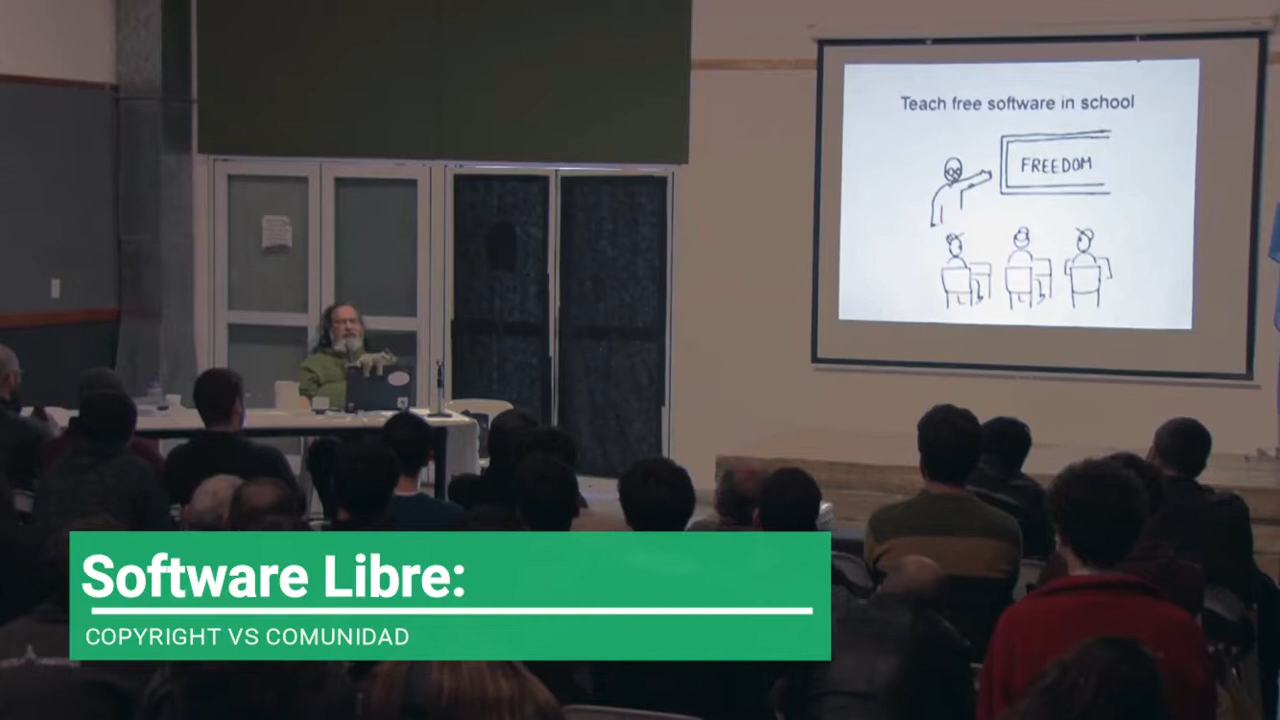 Teach free software in school
FREEDOM
Software Libre:
COPYRIGHT VS COMUNIDAD